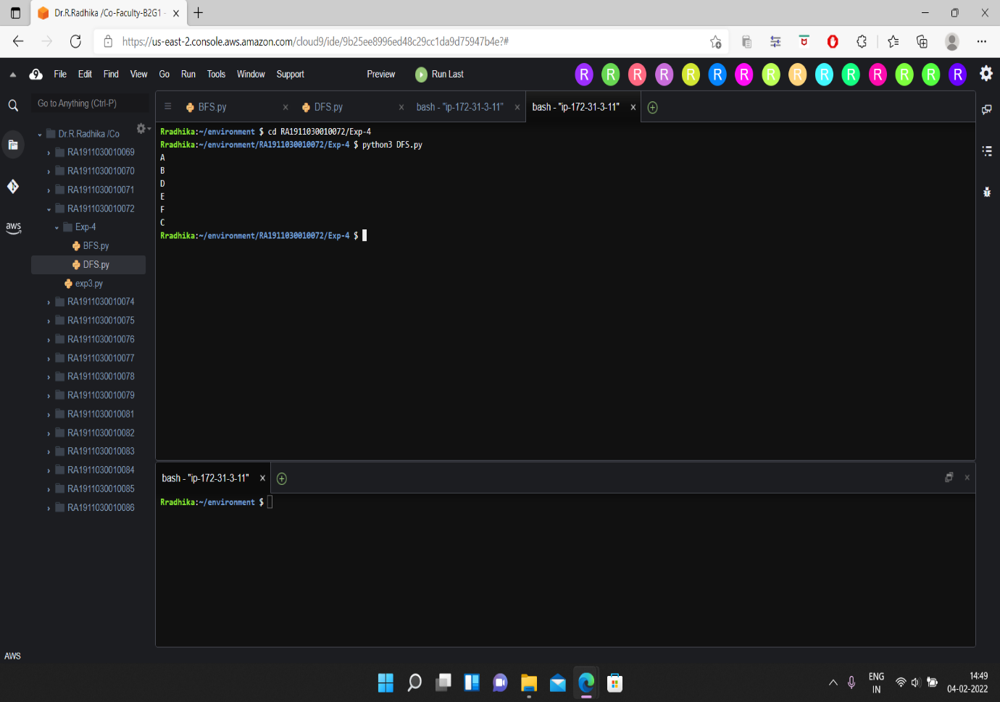 Dr.R.Radhika /Co-Faculty-B2G1 -
https://us-east-2.console.aws.amazon.com/cloud9/ide/9b25ee8996ed48c29cc1da9d75947b4e?#
9 File Edit Find View Go Run Tools Window Support Preview Run Last R R R R R R R R R R R R R R R
Go to Anything (Ctrl-P)
BFS.py DFS.py bash - "ip-172-31-3-11" bash - "ip-172-31-3-11"
Dr.R.Radhika /Co
RA1911030010069
RA1911030010070
RA1911030010071
RA1911030010072
Exp-4
BFS.py
DFS.py
exp3.py
RA1911030010074
RA1911030010075
RA1911030010076
RA1911030010077
RA1911030010078
RA1911030010079
RA1911030010081
RA1911030010082
RA1911030010083
RA1911030010084
RA1911030010085
RA1911030010086
aws
AWS
Rradhika:~/environment $ cd RA1911030010072/Exp-4
Rradhika:~/environment/RA1911030010072/Exp-4 $ python3 DFS.py
A
B
D
E
F
C
Rradhika:~/environment/RA1911030010072/Exp-4 $
bash - "ip-172-31-3-11"
Rradhika:~/environment $
ENG
IN
14:49
04-02-2022